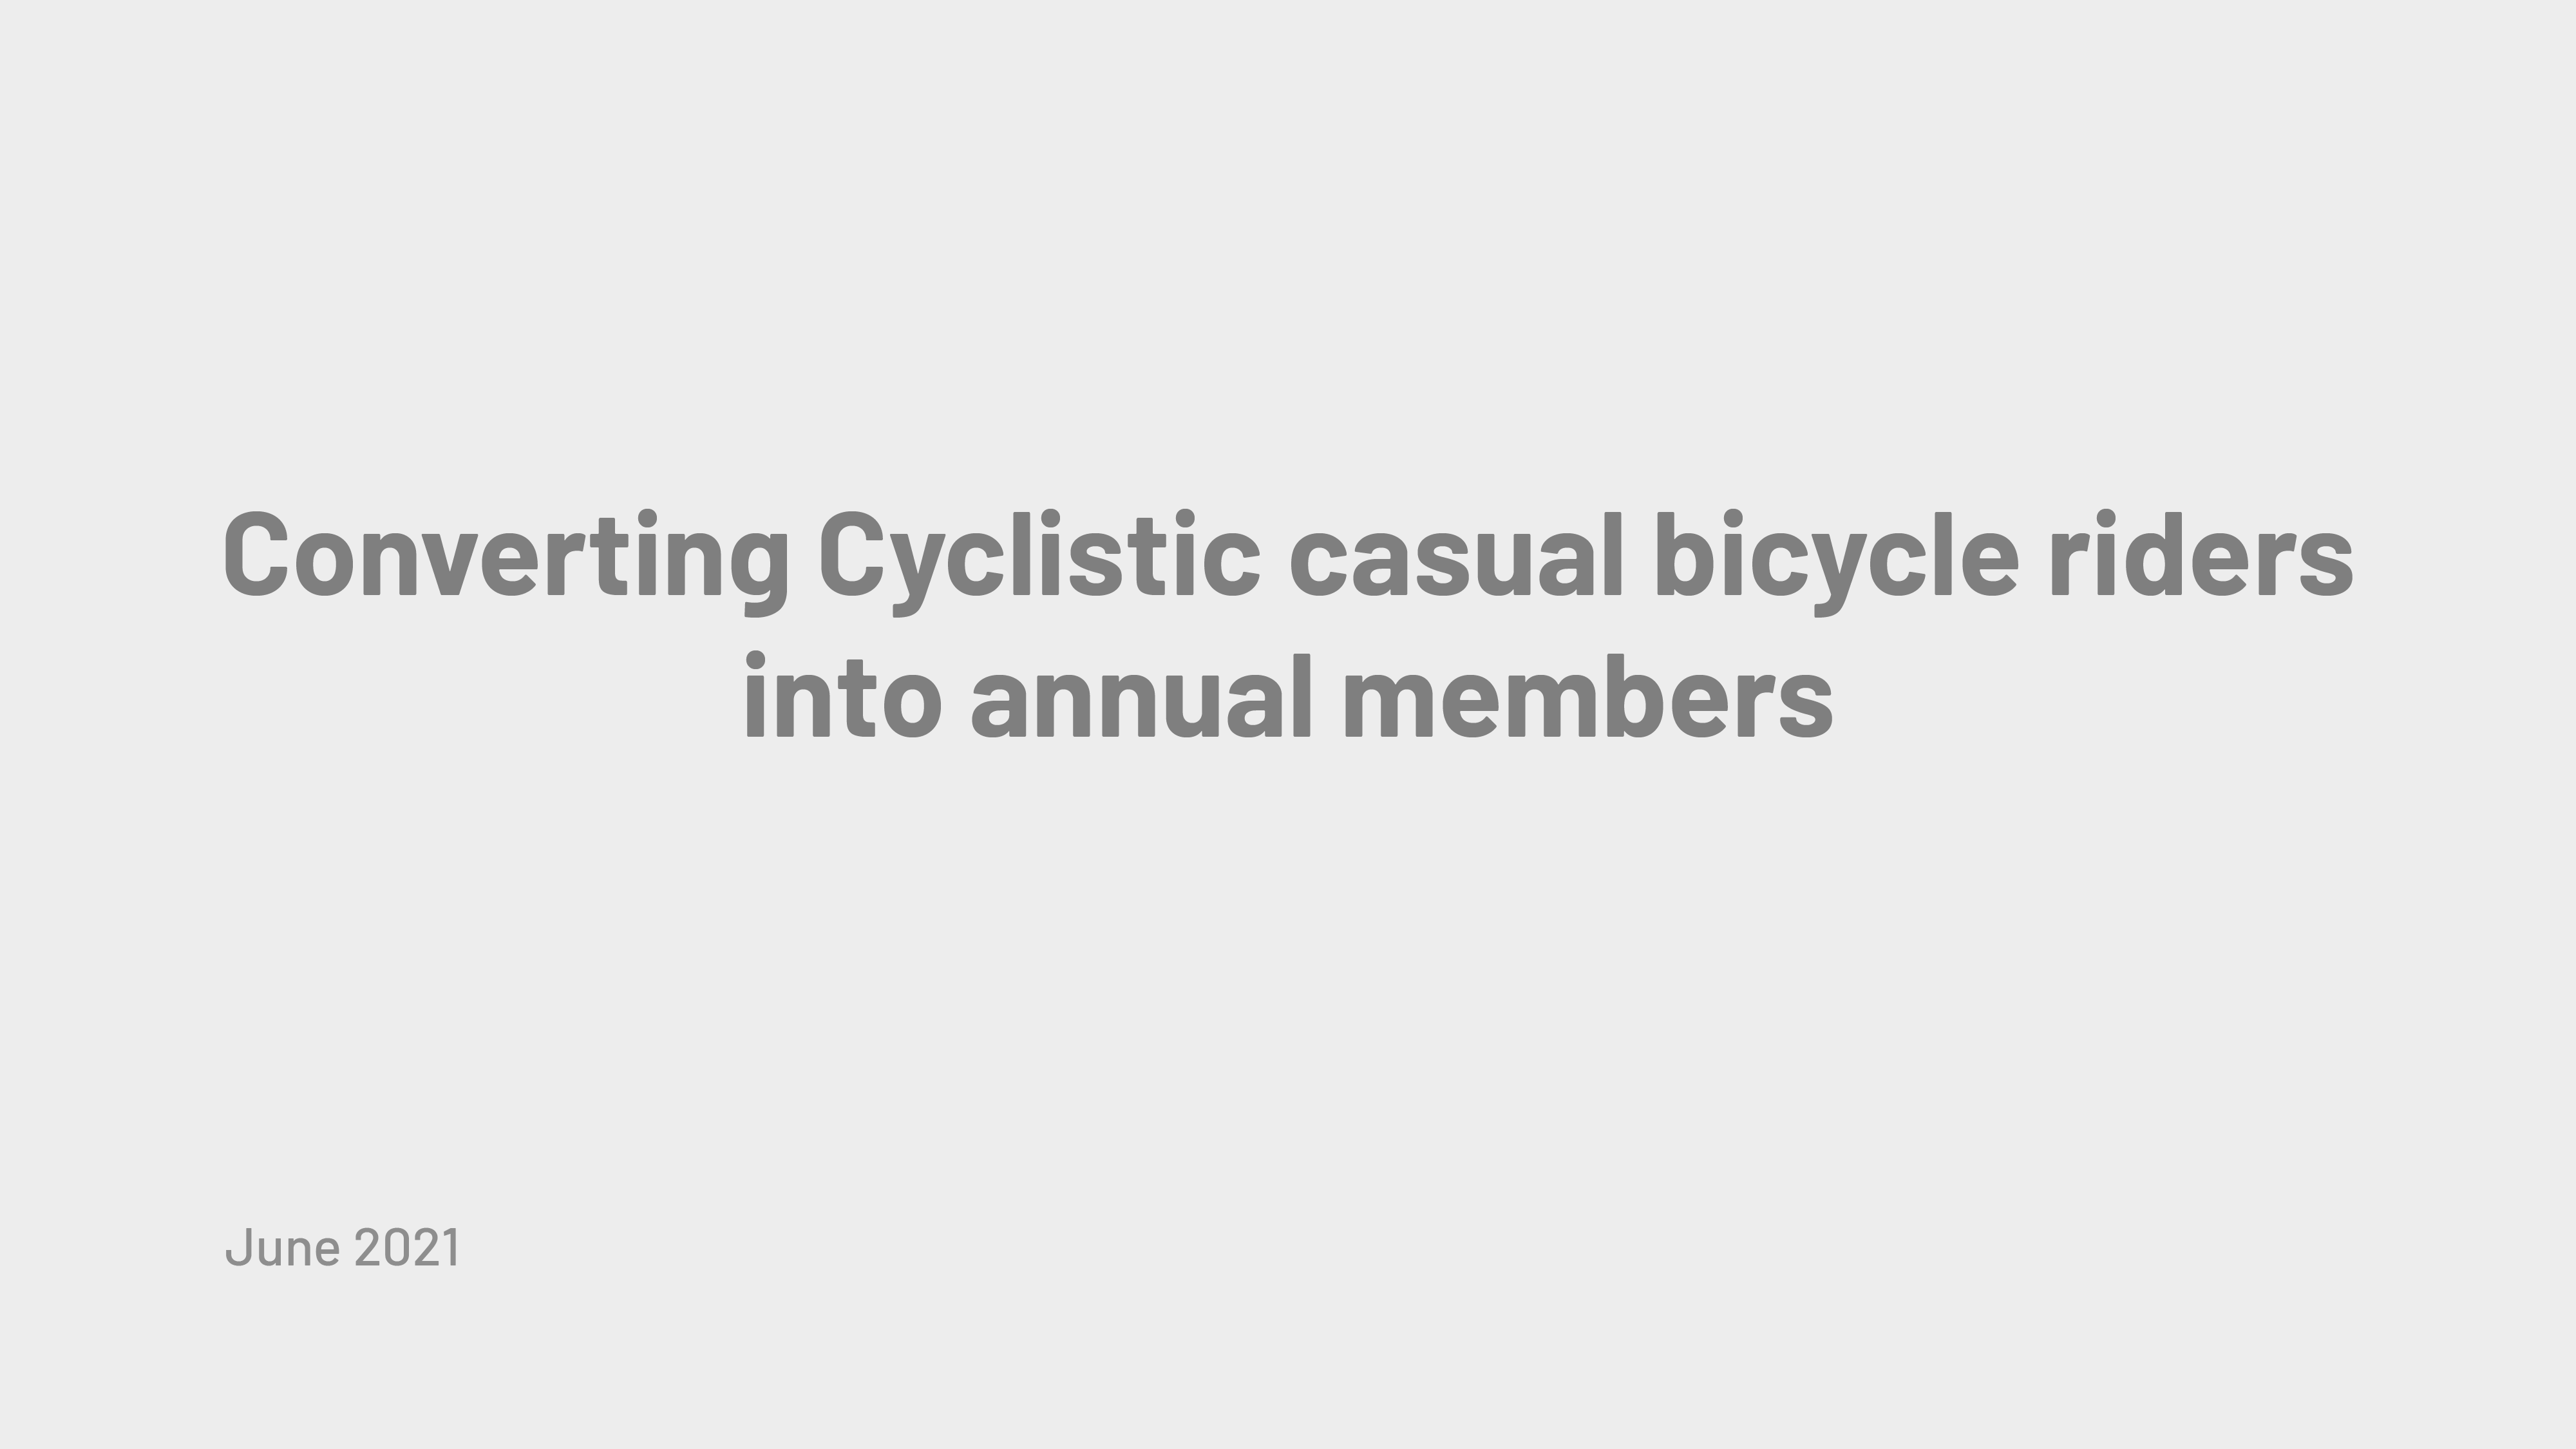 Converting Cyclistic casual bicycle riders
into annual members
June 2021